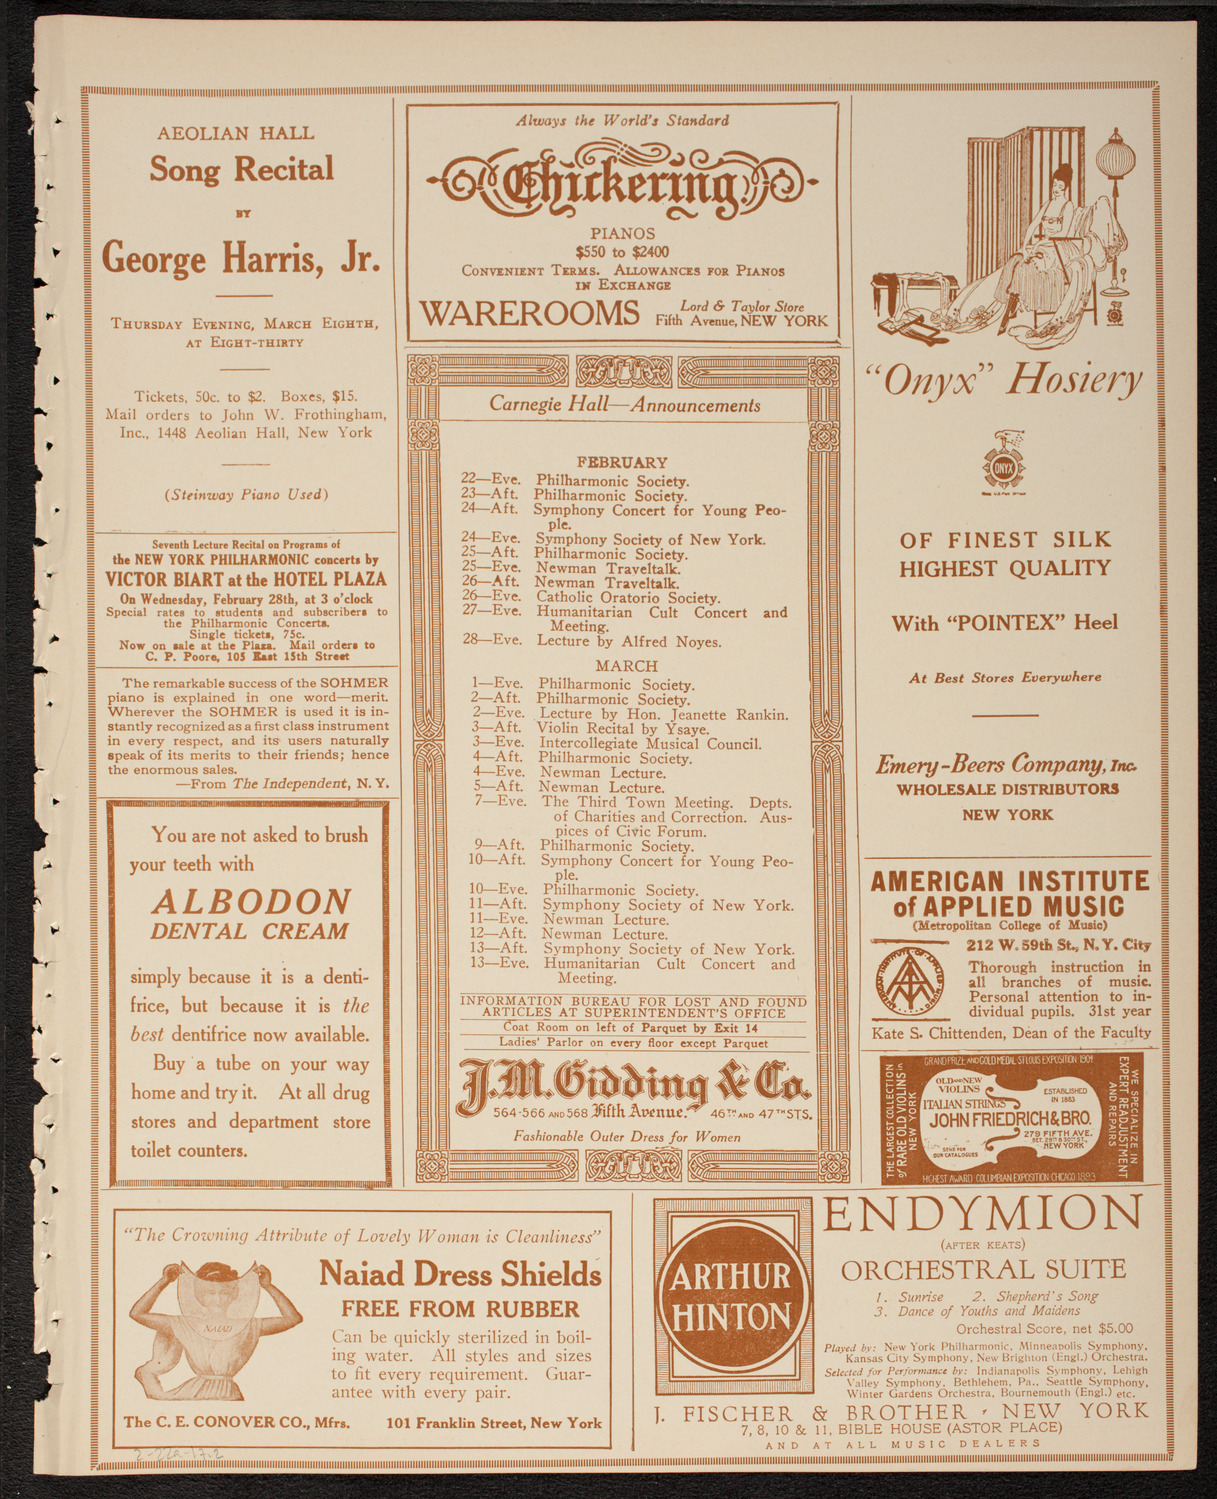 AEOLIAN HALL
Song Recital
BY
George Harris, Jr.
Thursday Evening, March Eighth,
at Eight-thirty
Tickets, 50c. to $2. Boxes, $15.
Mail orders to John W. Frothingham,
Inc., 1448 Aeolian Hall, New York
(Steinway Piano Used)
Seventh Lecture Recital on Programs of
the NEW YORK PHILHARMONIC concerts by
VICTOR BIART at the HOTEL PLAZA
On Wednesday, February 28th, at 3 o'clock
Special rates to students and subscribers to
the Philharmonic Concerts.
Single tickets, 75c.
Now on sale at the Plaza. Mail orders to
C. P. Poore, 105 East 15th Street
The remarkable success of the SOHMER
piano is explained in one word—merit.
Wherever the SOHMER is used it is in-
stantly recognized as a first class instrument
in every respect, and its users naturally
speak of its merits to their friends; hence
the enormous sales.
—From The Independent, N. Y.
You are not asked to brush
your teeth with
ALBODON
DENTAL CREAM
simply because it is a denti-
frice, but because it is the
best dentifrice now available.
Buy a tube on your way
home and try it. At all drug
stores and department store
toilet counters.
Always the World's Standard
Chickering
PIANOS
$550 to $2400
Convenient Terms. Allowances for Pianos
in Exchange
WAREROOMS
Lord & Taylor Store
Fifth Avenue, NEW YORK
Carnegie Hall—Announcements
FEBRUARY
22—Eve. Philharmonic Society.
23—Aft. Philharmonic Society.
24—Aft. Symphony Concert for Young Peo-
ple.
24—Eve. Symphony Society of New York.
25—Aft. Philharmonic Society.
25—Eve. Newman Traveltalk.
26—Aft. Newman Traveltalk.
26—Eve. Catholic Oratorio Society.
27—Eve. Humanitarian Cult Concert and
Meeting.
28—Eve. Lecture by Alfred Noyes.
MARCH
1—Eve. Philharmonic Society.
2—Aft. Philharmonic Society.
2—Eve. Lecture by Hon. Jeanette Rankin.
3—Aft. Violin Recital by Ysaye.
3—Eve. Intercollegiate Musical Council.
4—Aft. Philharmonic Society.
4—Eve. Newman Lecture.
5—Aft. Newman Lecture.
7—Eve. The Third Town Meeting. Depts.
of Charities and Correction. Aus-
pices of Civic Forum.
9—Aft. Philharmonic Society.
10—Aft. Symphony Concert for Young Peo-
ple.
10—Eve. Philharmonic Society.
11—Aft. Symphony Society of New York.
11—Eve. Newman Lecture.
12—Aft. Newman Lecture.
13—Aft. Symphony Society of New York.
13—Eve. Humanitarian Cult Concert and
Meeting.
INFORMATION BUREAU FOR LOST AND FOUND
ARTICLES AT SUPERINTENDENT'S OFFICE
Coat Room on left of Parquet by Exit 14
Ladies' Parlor on every floor except Parquet
J.M. Gidding & Co.
564-566 AND 568 Fifth Avenue. 46TH AND 47TH STS.
Fashionable Outer Dress for Women
"Onyx" Hosiery
ONYX
OF FINEST SILK
HIGHEST QUALITY
With "POINTEX" Heel
At Best Stores Everywhere
Emery-Beers Company, Inc.
WHOLESALE DISTRIBUTORS
NEW YORK
AMERICAN INSTITUTE
of APPLIED MUSIC
(Metropolitan College of Music)
212 W. 59th St., N. Y. City
AMERICAN INSTITUTE OF APPLIED MUSIC
Thorough instruction in
all branches of music.
Personal attention to in-
dividual pupils. 31st year
Kate S. Chittenden, Dean of the Faculty
GRAND PRIZE AND GOLD MEDAL ST LOUIS EXPOSITION 1904
THE LARGEST COLLECTION
of RARE OLD VIOLINS in
NEW YORK
OLD AND NEW
VIOLINS
ITALIAN STRINGS
ESTABLISHED
IN 1883
JOHN FRIEDRICH & BRO.
279 FIFTH AVE.
BET. 29TH & 30TH ST.
NEW YORK
SEND FOR
OUR CATALOGUES
WE SPECIALIZE IN
EXPERT READJUSTMENT
AND REPAIRS
HIGHEST AWARD COLUMBIAN EXPOSITION CHICAGO 1893
"The Crowning Attribute of Lovely Woman is Cleanliness"
NAIAD
Naiad Dress Shields
FREE FROM RUBBER
Can be quickly sterilized in boil-
ing water. All styles and sizes
to fit every requirement. Guar-
antee with every pair.
The C. E. CONOVER CO., Mfrs. 101 Franklin Street, New York
ARTHUR
HINTON
ENDYMION
(AFTER KEATS)
ORCHESTRAL SUITE
1. Sunrise 2. Shepherd's Song
3. Dance of Youths and Maidens
Orchestral Score, net $5.00
Played by: New York Philharmonic, Minneapolis Symphony,
Kansas City Symphony, New Brighton (Engl.) Orchestra.
Selected for Performance by: Indianapolis Symphony, Lehigh
Valley Symphony, Bethlehem, Pa., Seattle Symphony,
Winter Gardens Orchestra, Bournemouth (Engl.) etc.
J. FISCHER & BROTHER - NEW YORK
7, 8, 10 & 11, BIBLE HOUSE (ASTOR PLACE)
AND AT ALL MUSIC DEALERS